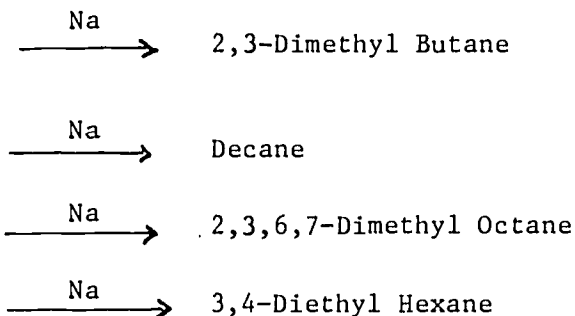 Na
2,3-Dimethyl Butane
Na
Decane
Na
2,3,6,7-Dimethyl Octane
Na
3,4-Diethyl Hexane